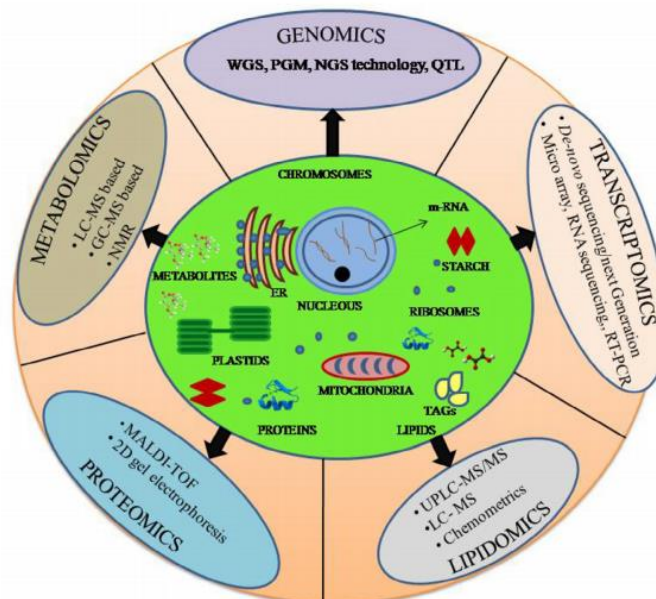 GENOMICS
WGS, PGM, NGS technology, QTL
METABOLOMICS
• LC-MS based
• GC-MS based
• NMR
TRANSCRIPTOMICS
• De-novo sequencing/next Generation
• Micro array, RNA sequencing,, RT-PCR
CHROMOSOMES
m-RNA
METABOLITES
ER
NUCLEOUS
STARCH
RIBOSOMES
PLASTIDS
MITOCHONDRIA
TAGs
PROTEINS
LIPIDS
• MALDI-TOF
• 2D gel electrophoresis
PROTEOMICS
• UPLC-MS/MS
• LC- MS
• Chemometrics
LIPIDOMICS